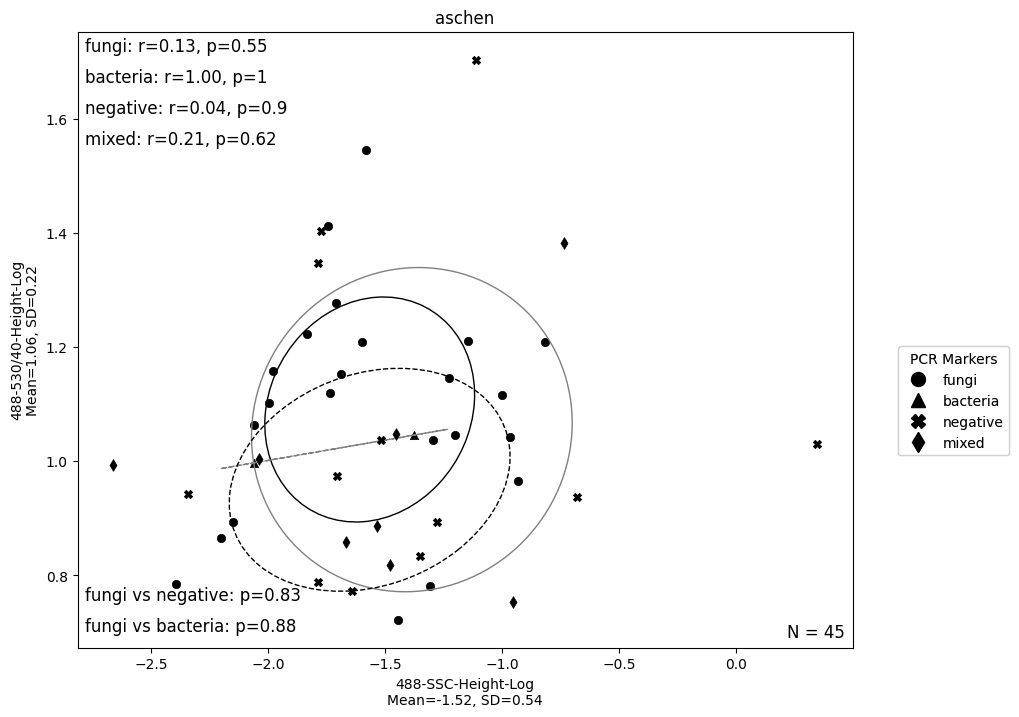 aschen
fungi: r=0.13, p=0.55
bacteria: r=1.00, p=1
negative: r=0.04, p=0.9
mixed: r=0.21, p=0.62
1.6
1.4
1.2
1.0
0.8
488-530/40-Height-Log
Mean=1.06, SD=0.22
PCR Markers
fungi
bacteria
negative
mixed
fungi vs negative: p=0.83
fungi vs bacteria: p=0.88
N = 45
−2.5 −2.0 −1.5 −1.0 −0.5 0.0
488-SSC-Height-Log
Mean=-1.52, SD=0.54